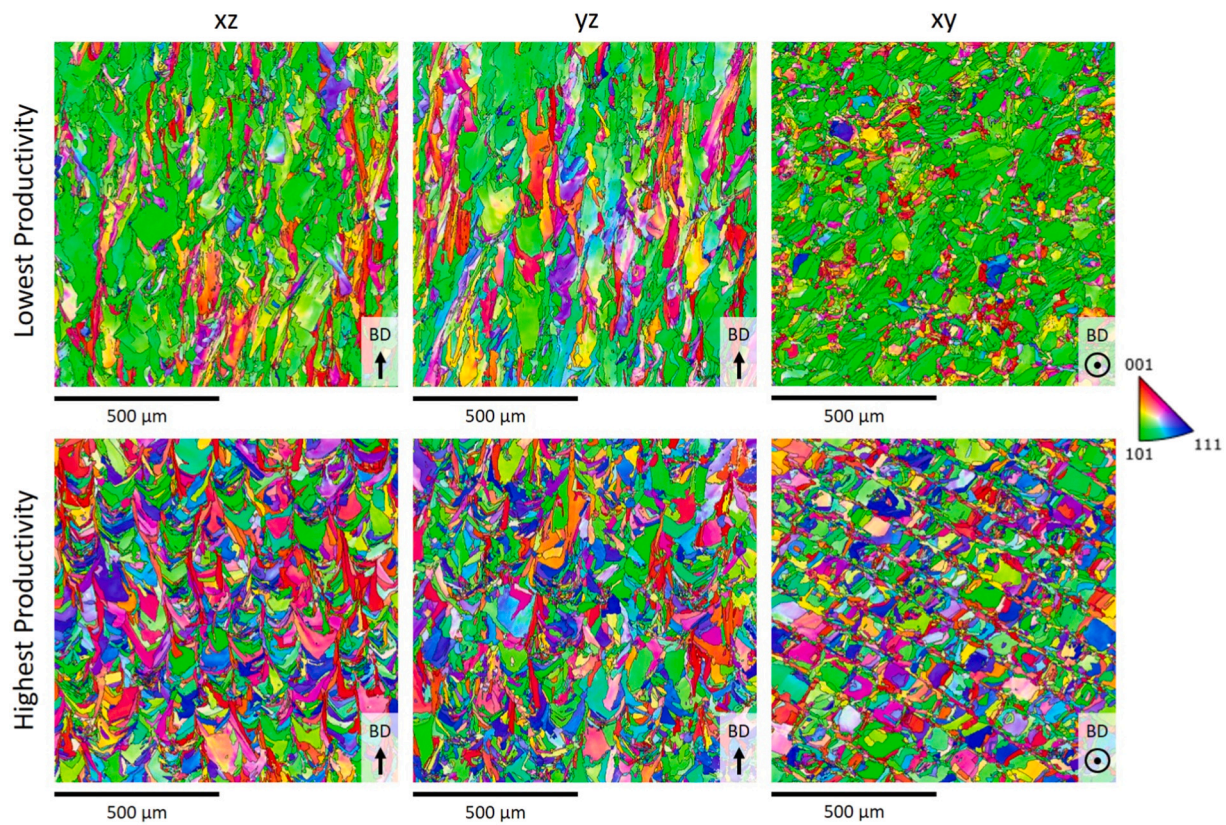 xz yz xy
Lowest Productivity
BD BD BD
500 µm 500 µm 500 µm
001
101 111
Highest Productivity
BD BD BD
500 µm 500 µm 500 µm